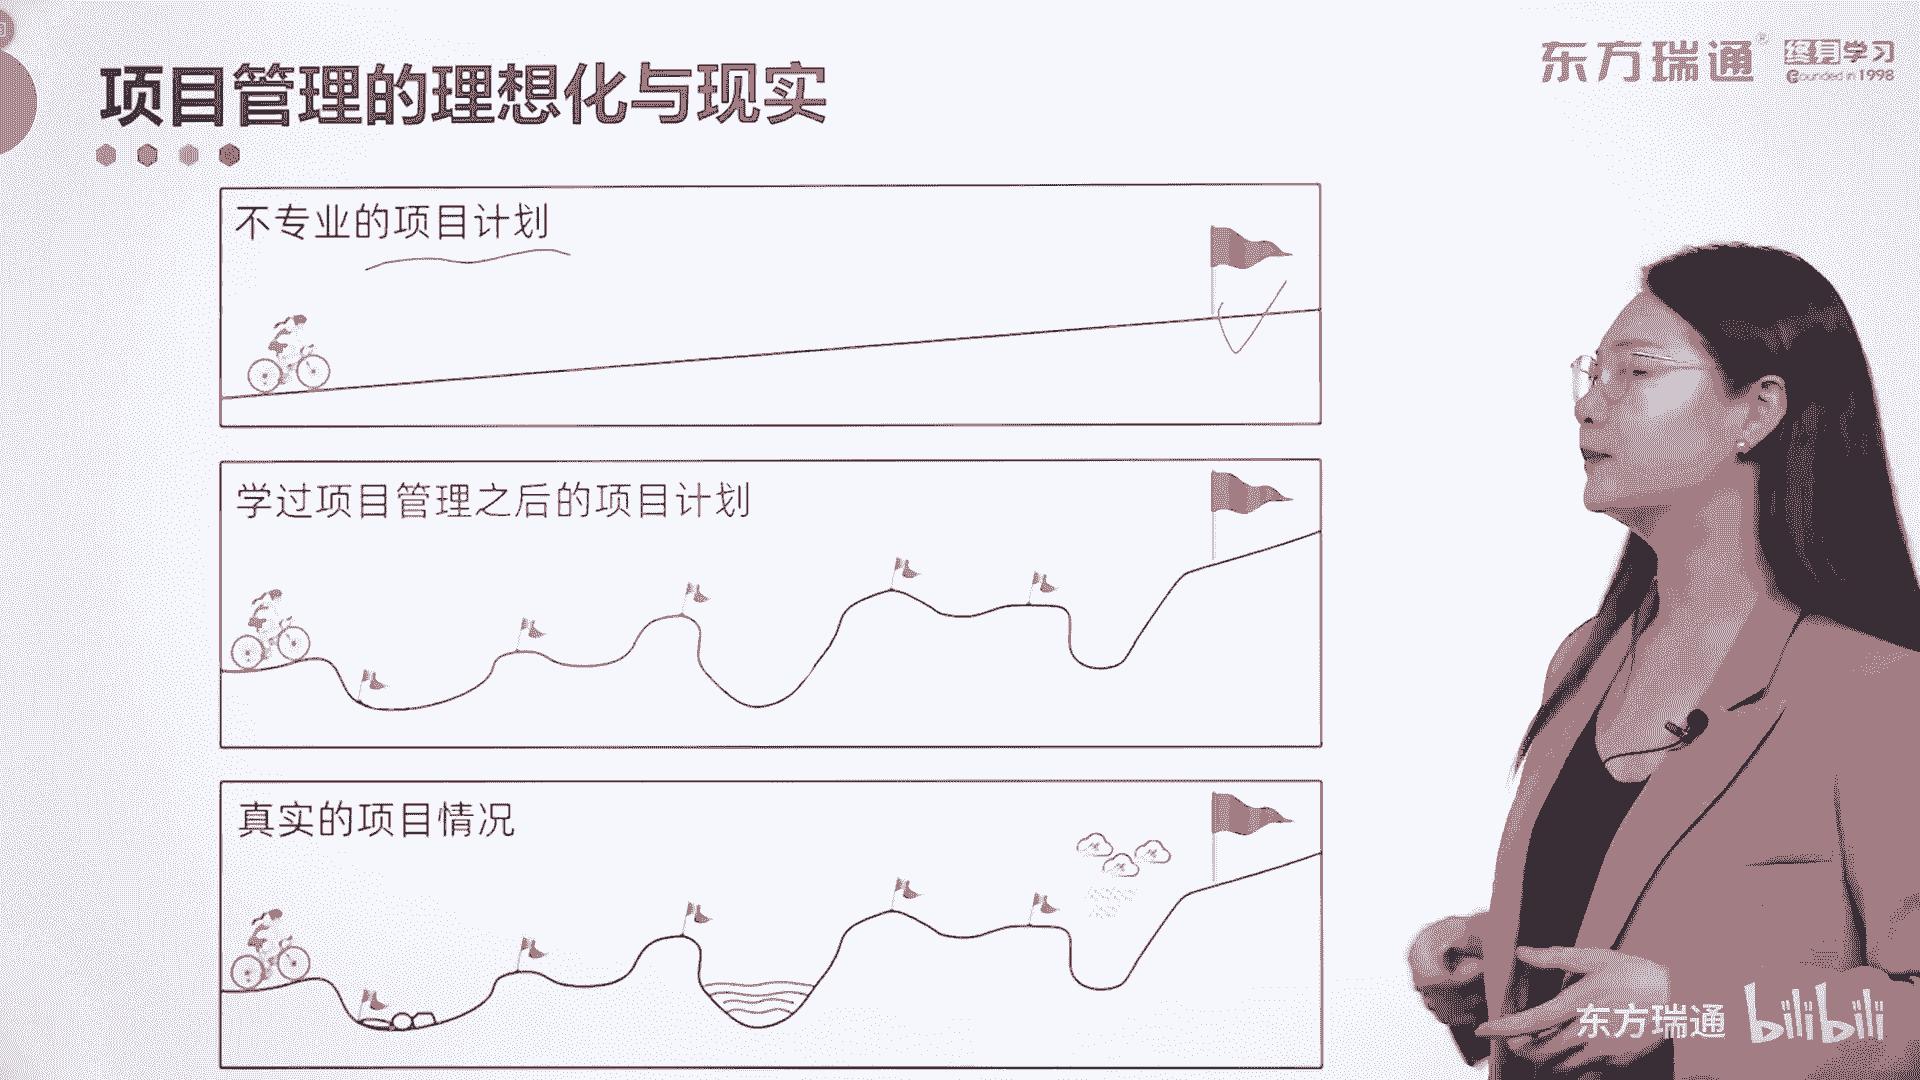 项目管理的理想化与现实
东方瑞通®
终身学习
Founded in 1998
不专业的项目计划
学过项目管理之后的项目计划
真实的项目情况
东方瑞通 bilibili